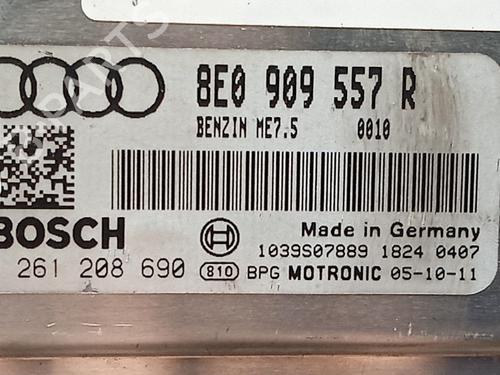 8E0 909 557 R
BENZIN ME7.5 0010
BOSCH
Made in Germany
1039S07889 1824 0407
261 208 690 810 BPG MOTRONIC 05-10-11